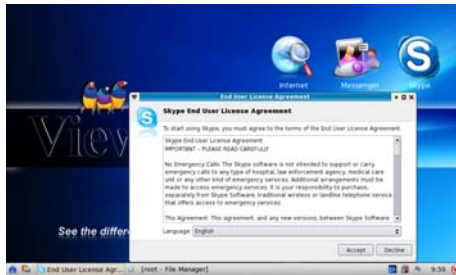 Internet
Messenger
Skype
End User License Agreement
Skype End User License Agreement
To start using Skype, you must agree to the terms of the End User License Agreement
Skype End User License Agreement
IMPORTANT - PLEASE READ CAREFULLY
No Emergency Calls: The Skype software is not intended to support or carry
emergency calls to any type of hospital, law enforcement agency, medical care
unit or any other kind of emergency services. Additional arrangements must be
made to access emergency services. It is your responsibility to purchase,
separately from Skype Software, traditional wireless or landline telephone service
that offers access to emergency services.
This Agreement: This agreement, and any new versions, between Skype Software
View
See the differen
Language English
Accept
Decline
End User License Agr...
[root - File Manager]
9:59